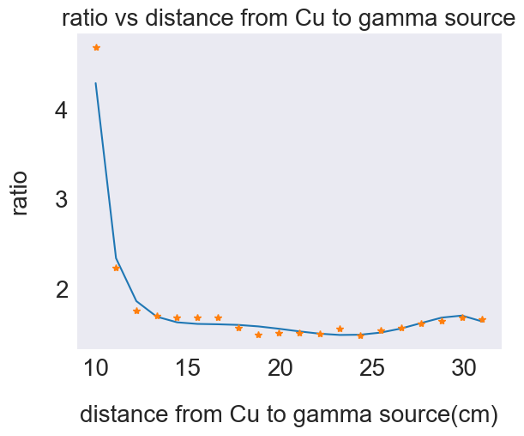 ratio vs distance from Cu to gamma source
4
3
2
ratio
10 15 20 25 30
distance from Cu to gamma source(cm)